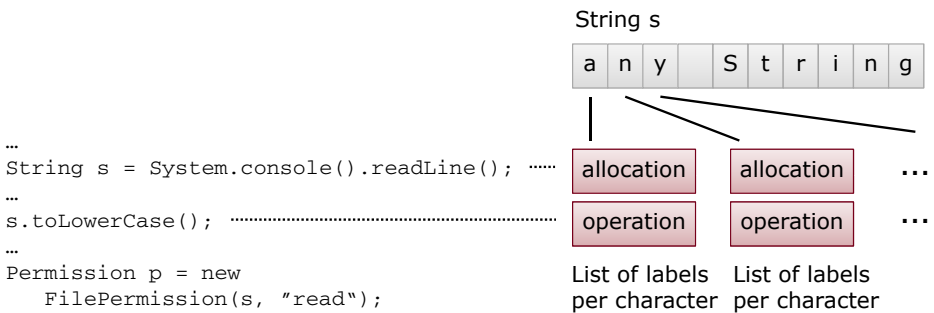 String s
a n y S t r i n g
…
String s = System.console().readLine();
allocation allocation ...
…
s.toLowerCase();
operation operation ...
…
Permission p = new
FilePermission(s, ”read“);
List of labels List of labels
per character per character